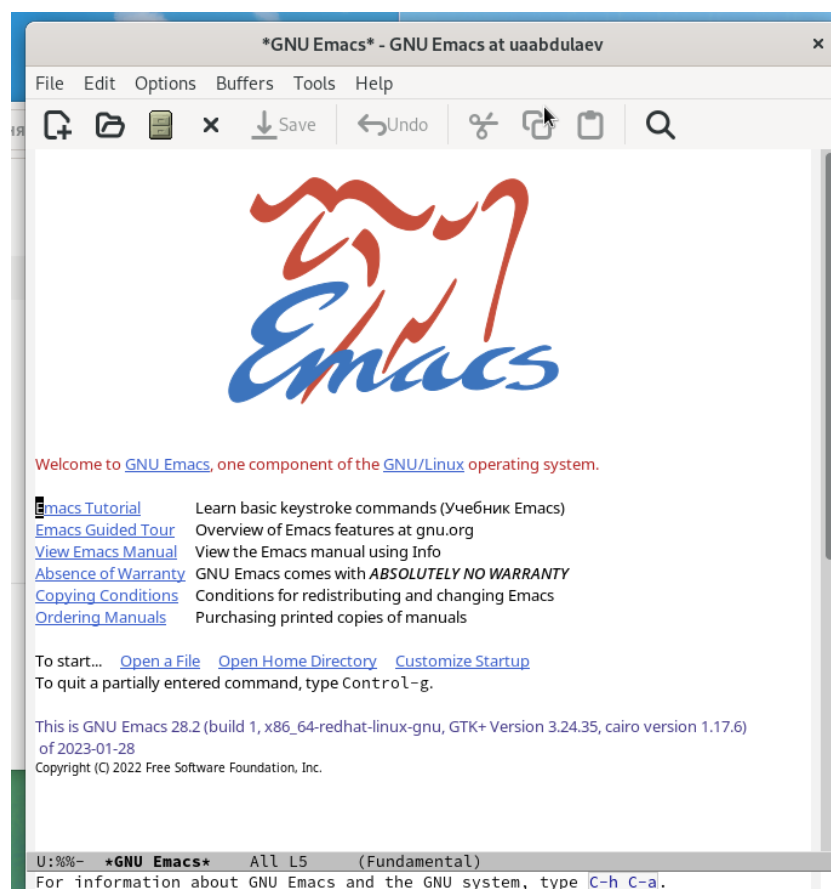 *GNU Emacs* - GNU Emacs at uaabdulaev
File Edit Options Buffers Tools Help
Save Undo
Emacs
Welcome to GNU Emacs, one component of the GNU/Linux operating system.
Emacs Tutorial Learn basic keystroke commands (Учебник Emacs)
Emacs Guided Tour Overview of Emacs features at gnu.org
View Emacs Manual View the Emacs manual using Info
Absence of Warranty GNU Emacs comes with ABSOLUTELY NO WARRANTY
Copying Conditions Conditions for redistributing and changing Emacs
Ordering Manuals Purchasing printed copies of manuals
To start... Open a File Open Home Directory Customize Startup
To quit a partially entered command, type Control-g.
This is GNU Emacs 28.2 (build 1, x86_64-redhat-linux-gnu, GTK+ Version 3.24.35, cairo version 1.17.6)
of 2023-01-28
Copyright (C) 2022 Free Software Foundation, Inc.
U:%%- *GNU Emacs* All L5 (Fundamental)
For information about GNU Emacs and the GNU system, type C-h C-a.